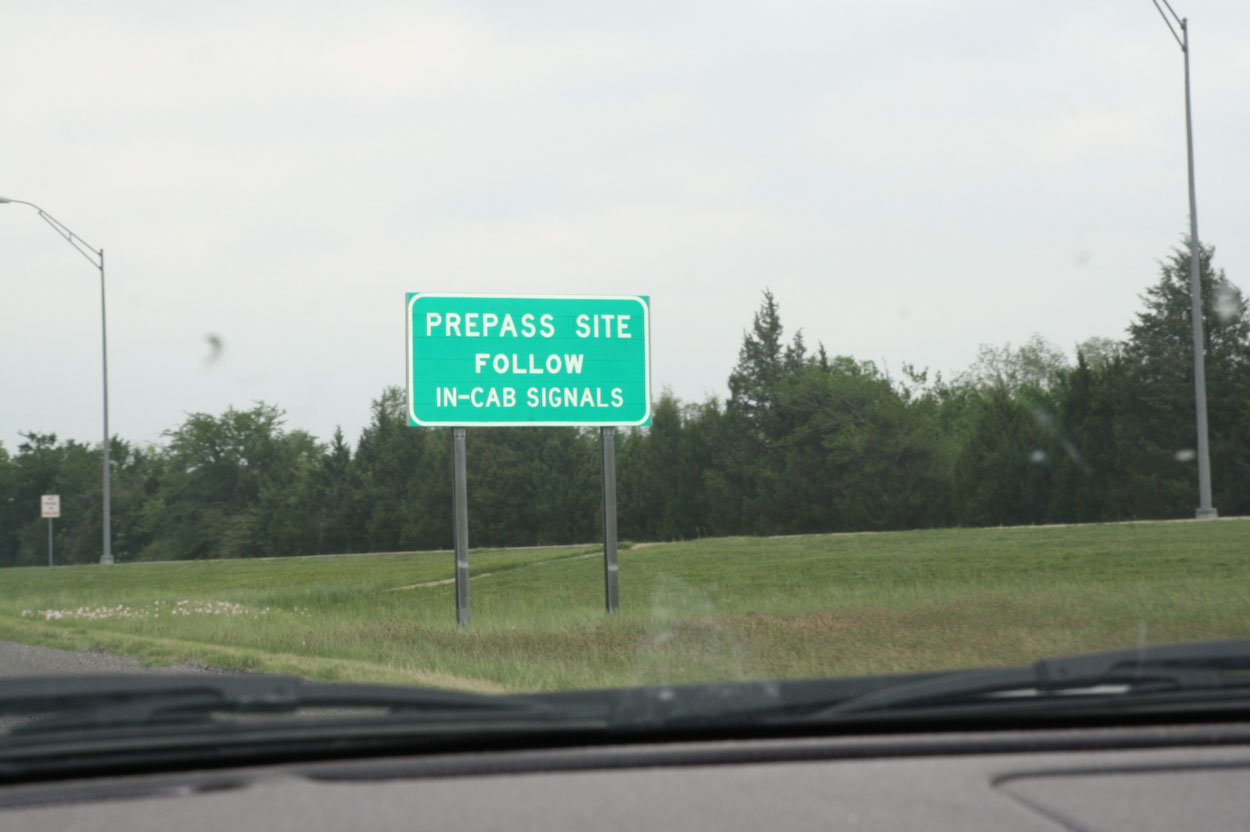 PREPASS SITE
FOLLOW
IN-CAB SIGNALS